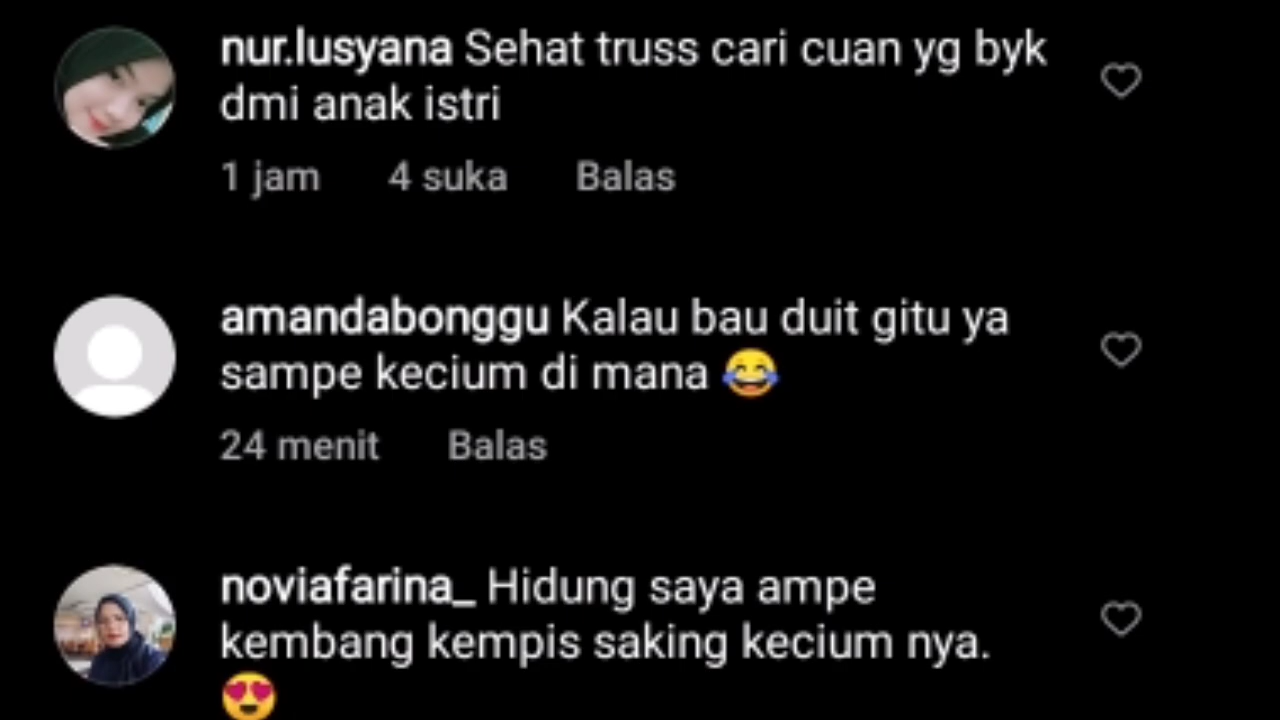 nur.lusyana Sehat truss cari cuan yg byk
dmi anak istri
1 jam 4 suka Balas
amandabonggu Kalau bau duit gitu ya
sampe kecium di mana 😂
24 menit Balas
noviafarina_ Hidung saya ampe
kembang kempis saking kecium nya.
😍